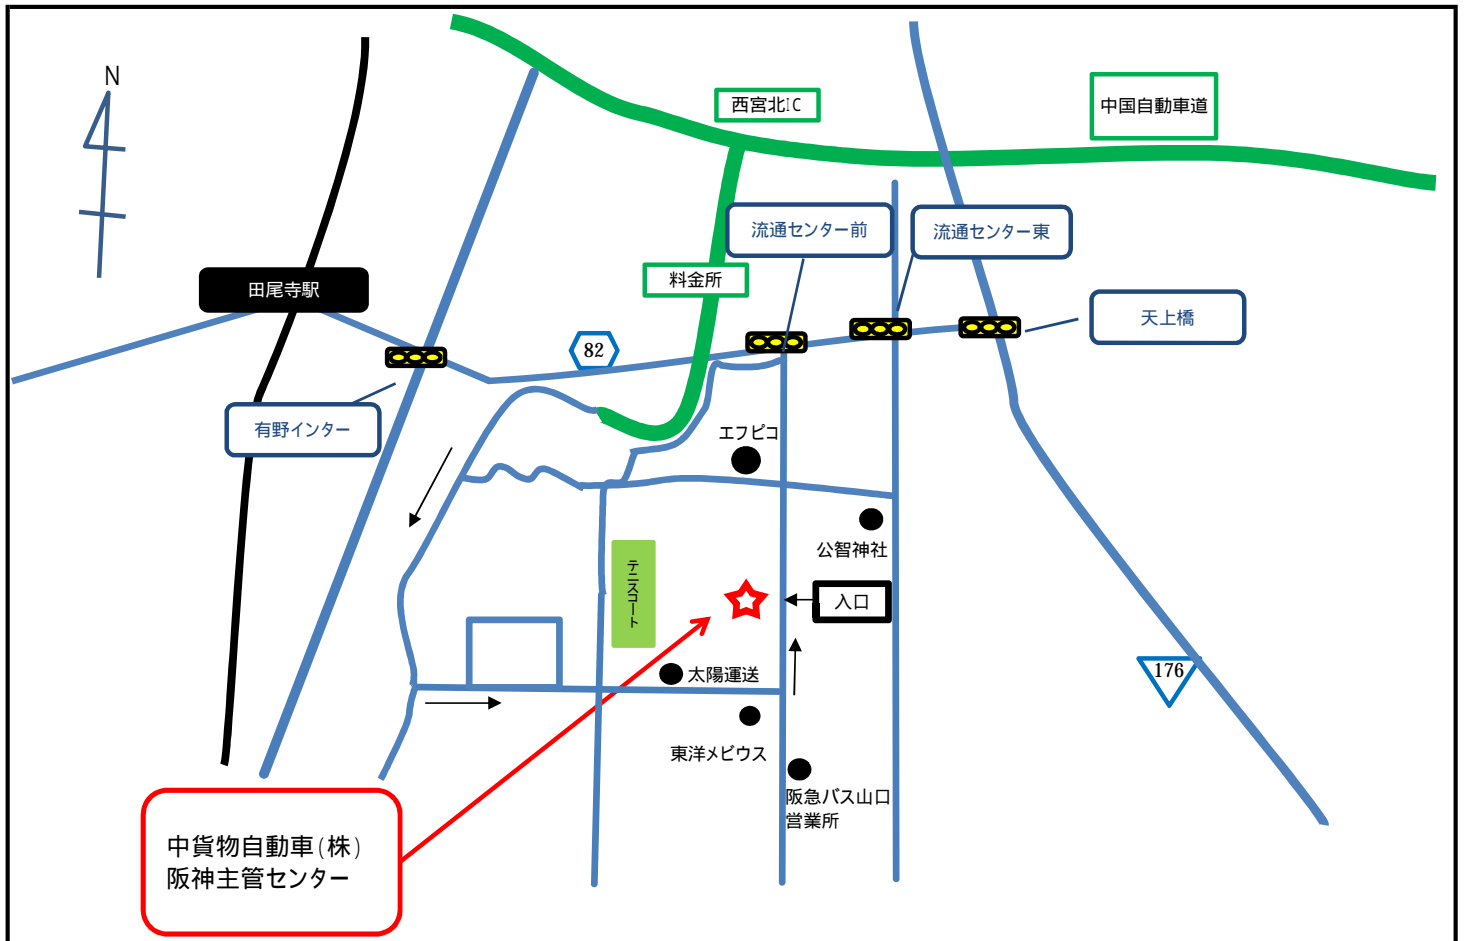 N
西宮北IC
中国自動車道
流通センター前
流通センター東
料金所
田尾寺駅
天上橋
82
有野インター
エフピコ
公智神社
テニスコート
入口
太陽運送
176
東洋メビウス
阪急バス山口
営業所
中貨物自動車(株)
阪神主管センター